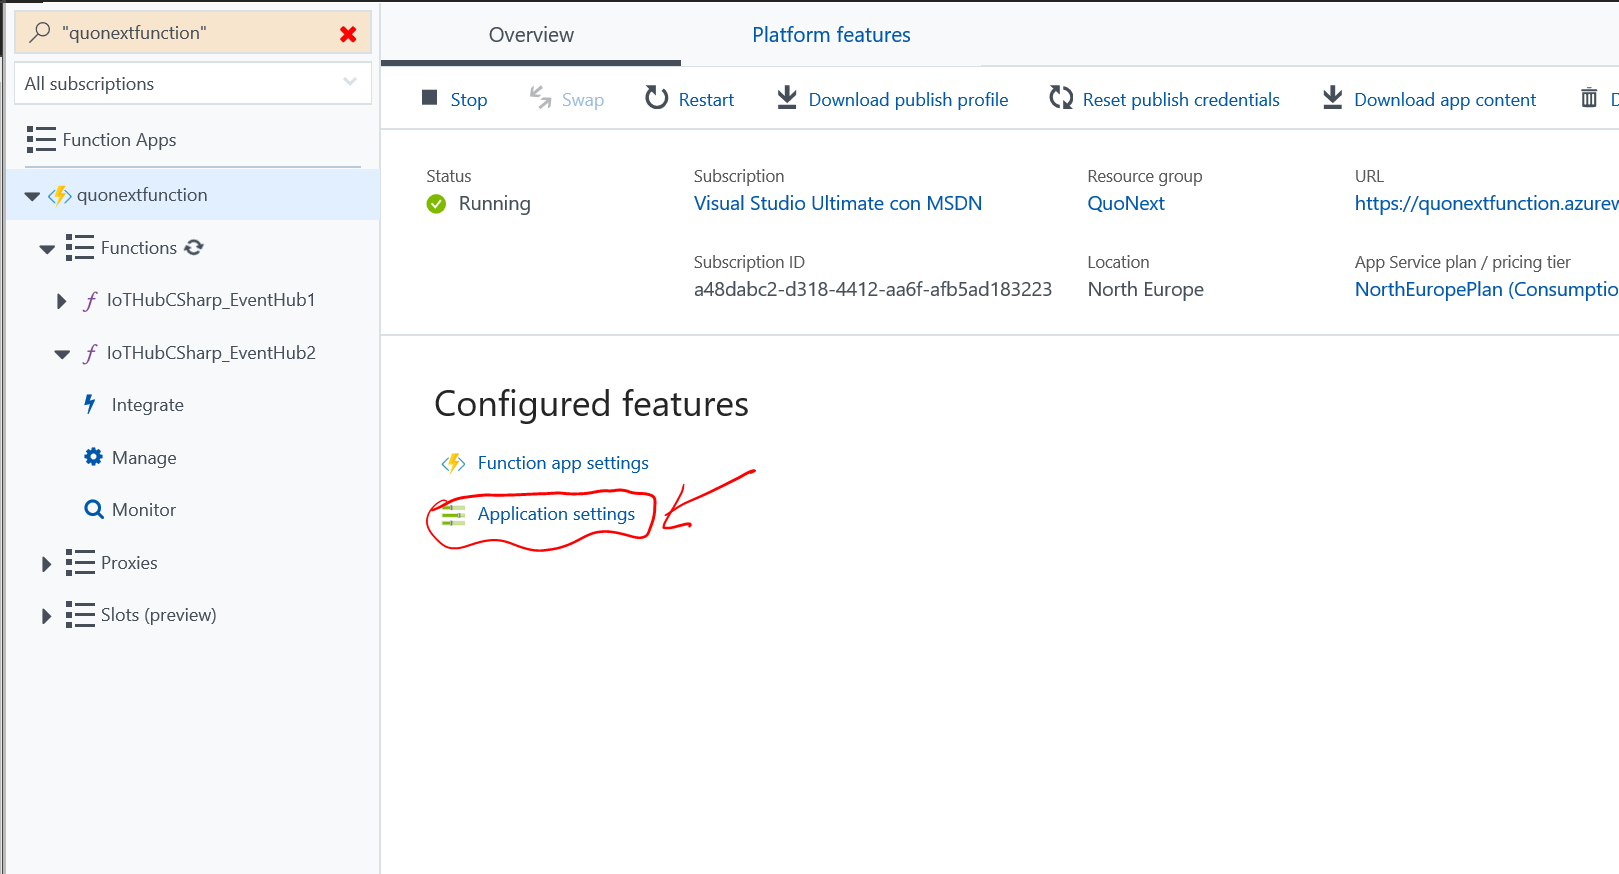 "quonextfunction"
All subscriptions
Function Apps
quonextfunction
Functions
IoTHubCSharp_EventHub1
IoTHubCSharp_EventHub2
Integrate
Manage
Monitor
Proxies
Slots (preview)
Overview Platform features
Stop Swap Restart Download publish profile Reset publish credentials Download app content D
Status Subscription Resource group URL
Running Visual Studio Ultimate con MSDN QuoNext https://quonextfunction.azurew
Subscription ID Location App Service plan / pricing tier
a48dabc2-d318-4412-aa6f-afb5ad183223 North Europe NorthEuropePlan (Consumptio
Configured features
Function app settings
Application settings